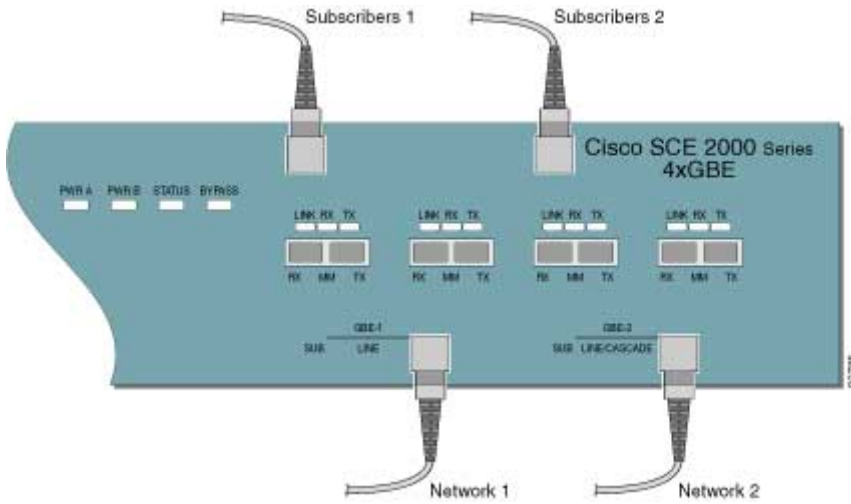 Subscribers 1
Subscribers 2
Cisco SCE 2000 Series
4xGBE
PWR A PWR B STATUS BYPASS
LINK RX TX LINK RX TX LINK RX TX LINK RX TX
RX MM TX RX MM TX RX MM TX RX MM TX
GBE-1
SUB LINE
GBE-2
SUB LINE/CASCADE
Network 1
Network 2